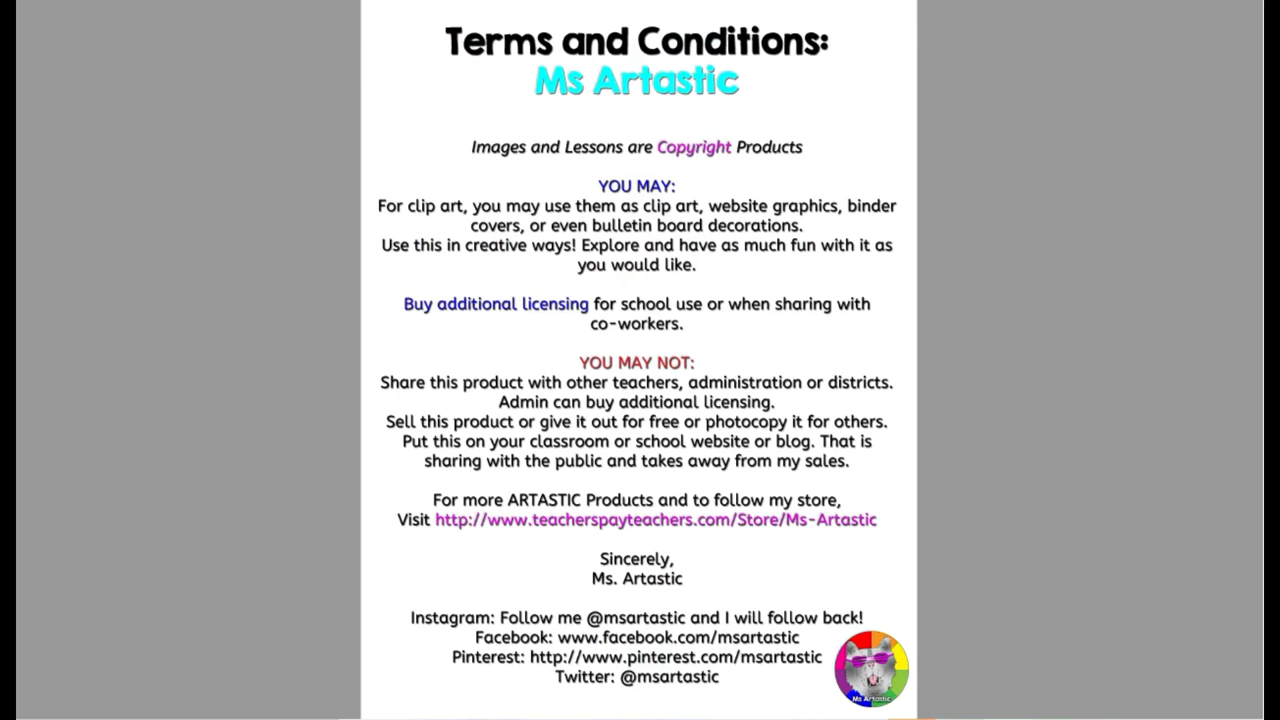 Terms and Conditions:
Ms Artastic
Images and Lessons are Copyright Products
YOU MAY:
For clip art, you may use them as clip art, website graphics, binder
covers, or even bulletin board decorations.
Use this in creative ways! Explore and have as much fun with it as
you would like.
Buy additional licensing for school use or when sharing with
co-workers.
YOU MAY NOT:
Share this product with other teachers, administration or districts.
Admin can buy additional licensing.
Sell this product or give it out for free or photocopy it for others.
Put this on your classroom or school website or blog. That is
sharing with the public and takes away from my sales.
For more ARTASTIC Products and to follow my store,
Visit http://www.teacherspayteachers.com/Store/Ms-Artastic
Sincerely,
Ms. Artastic
Instagram: Follow me @msartastic and I will follow back!
Facebook: www.facebook.com/msartastic
Pinterest: http://www.pinterest.com/msartastic
Twitter: @msartastic
Ms Artastic